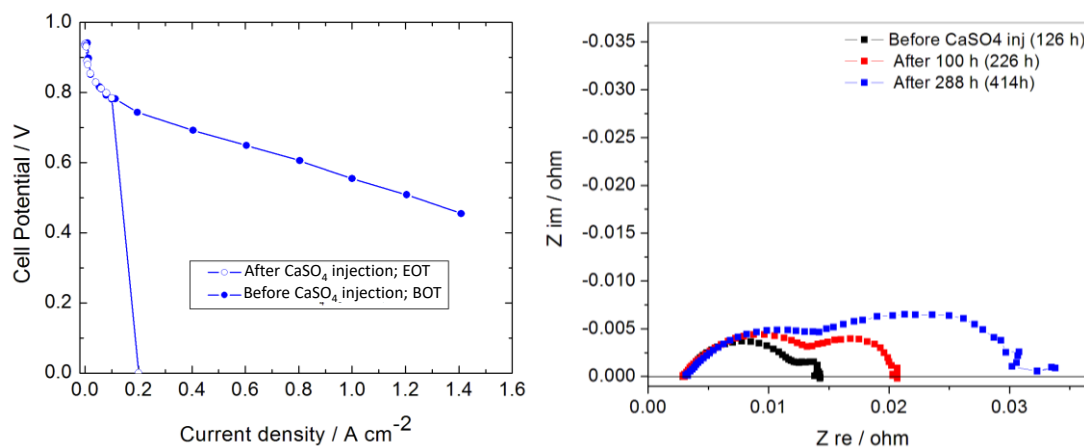 1.0
0.8
0.6
0.4
0.2
0.0
Cell Potential / V
After CaSO4 injection; EOT
Before CaSO4 injection; BOT
0.0 0.2 0.4 0.6 0.8 1.0 1.2 1.4 1.6
Current density / A cm-2
-0.035
-0.030
-0.025
-0.020
-0.015
-0.010
-0.005
0.000
Z im / ohm
Before CaSO4 inj (126 h)
After 100 h (226 h)
After 288 h (414h)
0.00 0.01 0.02 0.03
Z re / ohm